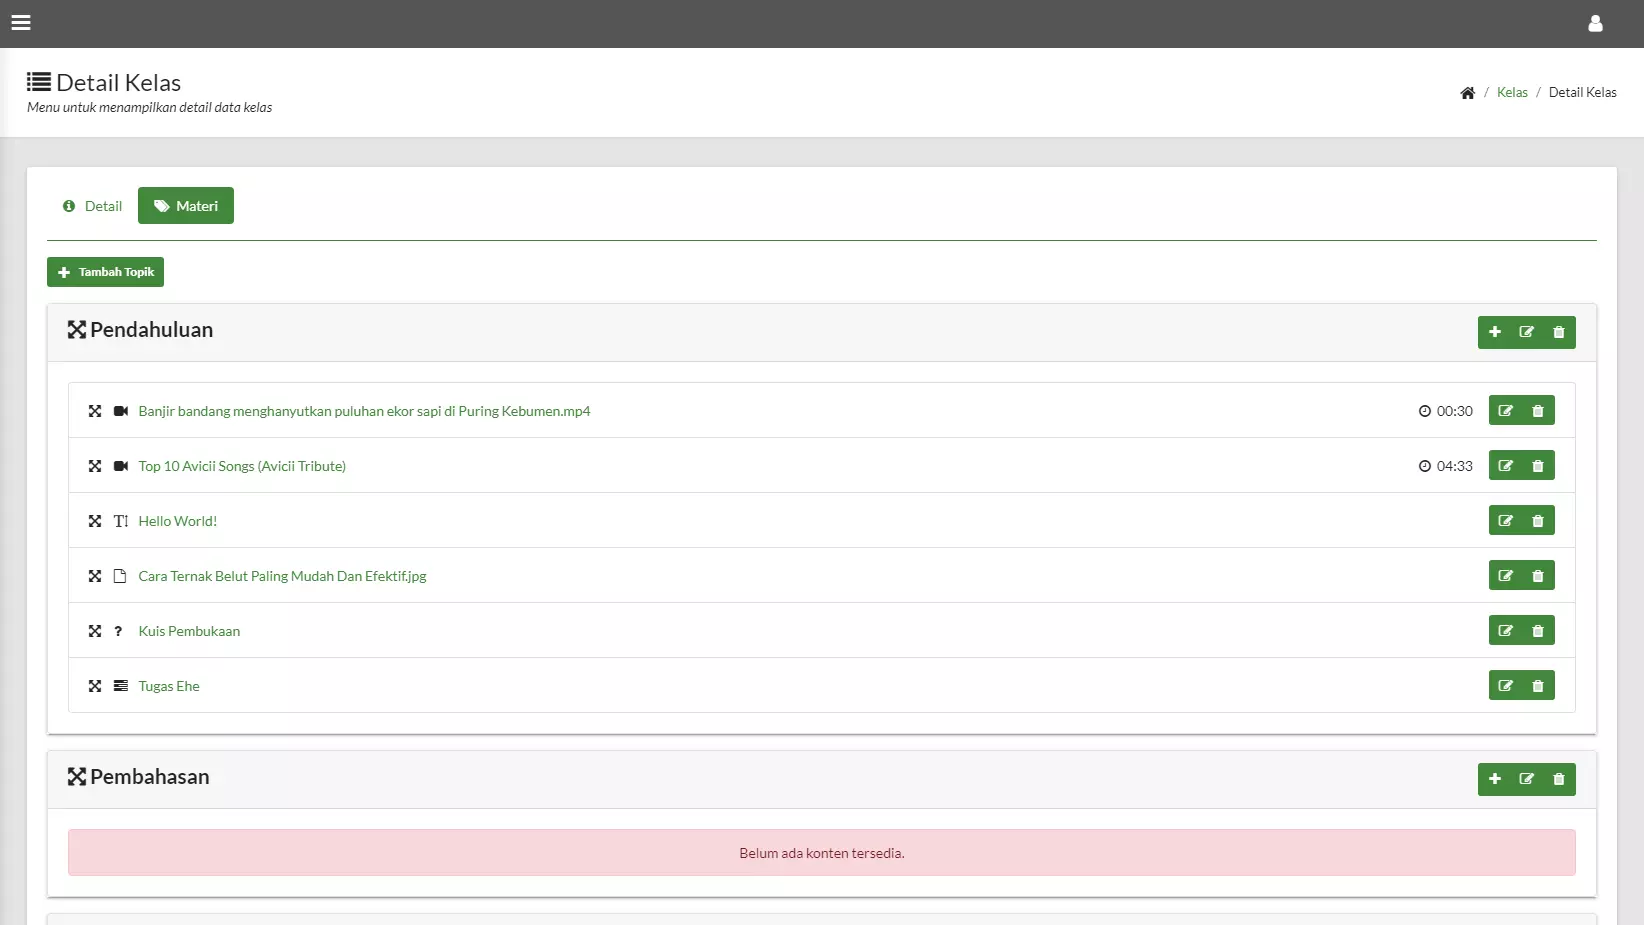 Detail Kelas
Menu untuk menampilkan detail data kelas
/ Kelas / Detail Kelas
Detail Materi
Tambah Topik
Pendahuluan
Banjir bandang menghanyutkan puluhan ekor sapi di Puring Kebumen.mp4 00:30
Top 10 Avicii Songs (Avicii Tribute) 04:33
Hello World!
Cara Ternak Belut Paling Mudah Dan Efektif.jpg
Kuis Pembukaan
Tugas Ehe
Pembahasan
Belum ada konten tersedia.